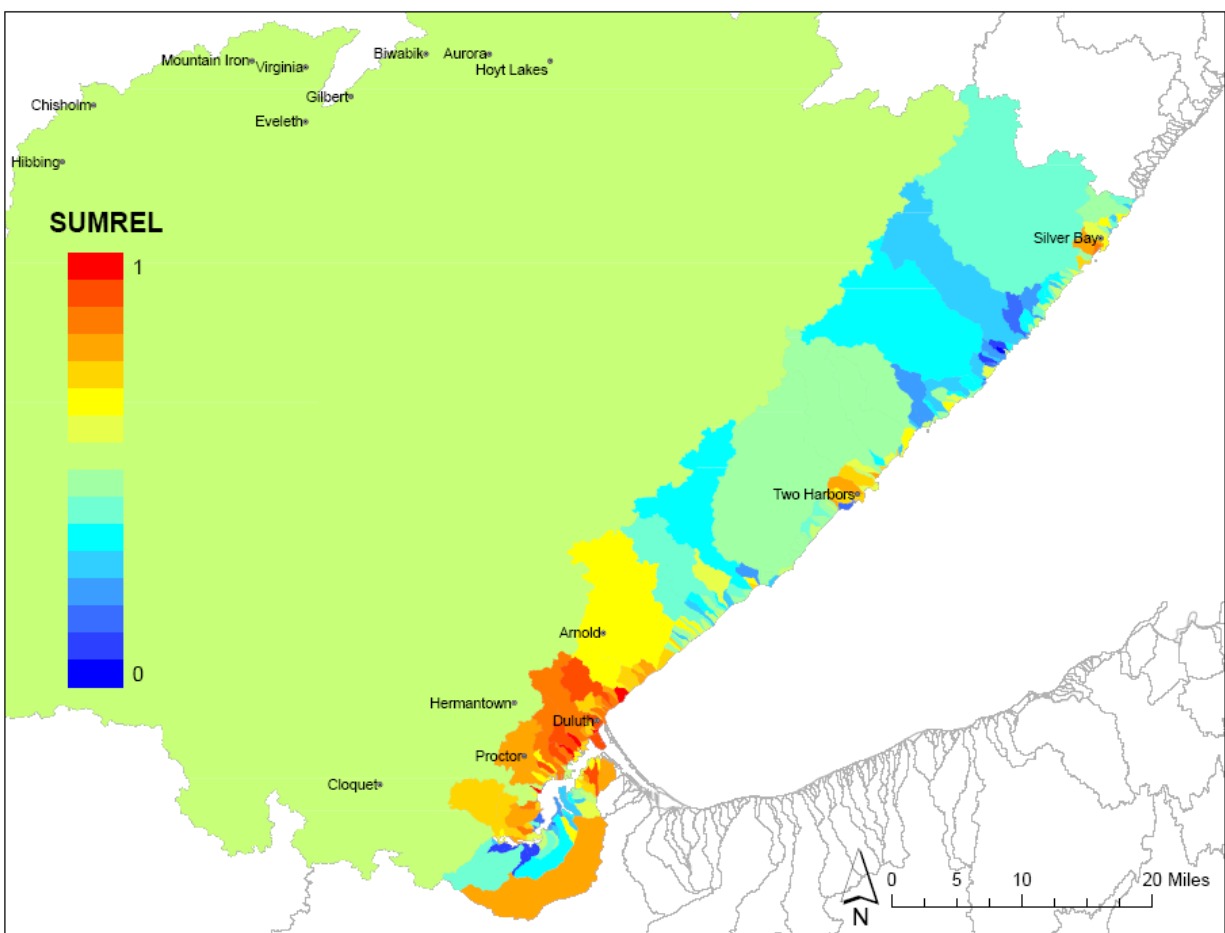 Biwabik
Aurora
Mountain Iron
Virginia
Hoyt Lakes
Gilbert
Chisholm
Eveleth
Hibbing
SUMREL
1
0
Silver Bay
Two Harbors
Arnold
Hermantown
Duluth
Proctor
Cloquet
0 5 10 20 Miles
N